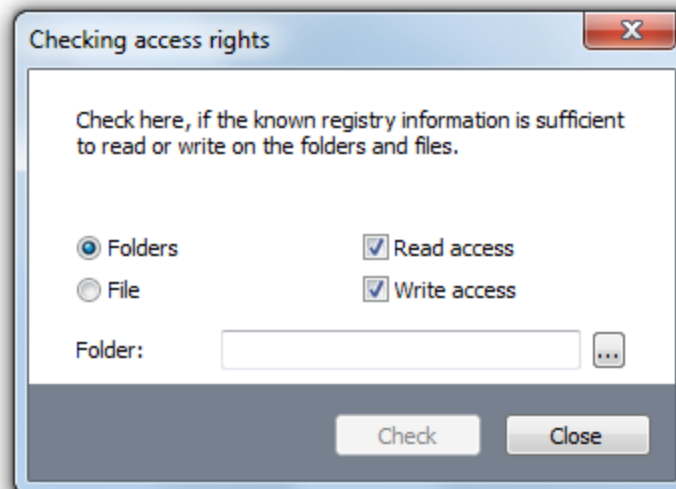 Checking access rights
Check here, if the known registry information is sufficient
to read or write on the folders and files.
Folders
Read access
File
Write access
Folder:
...
Check
Close